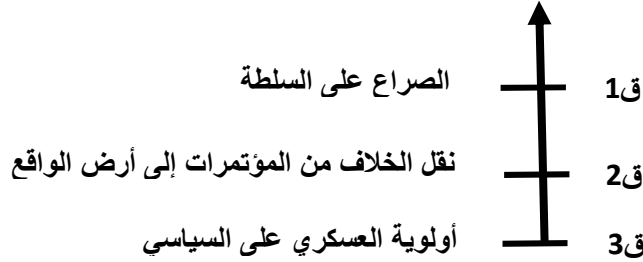 ق1 الصراع على السلطة
ق2 نقل الخلاف من المؤتمرات إلى أرض الواقع
ق3 أولوية العسكري على السياسي